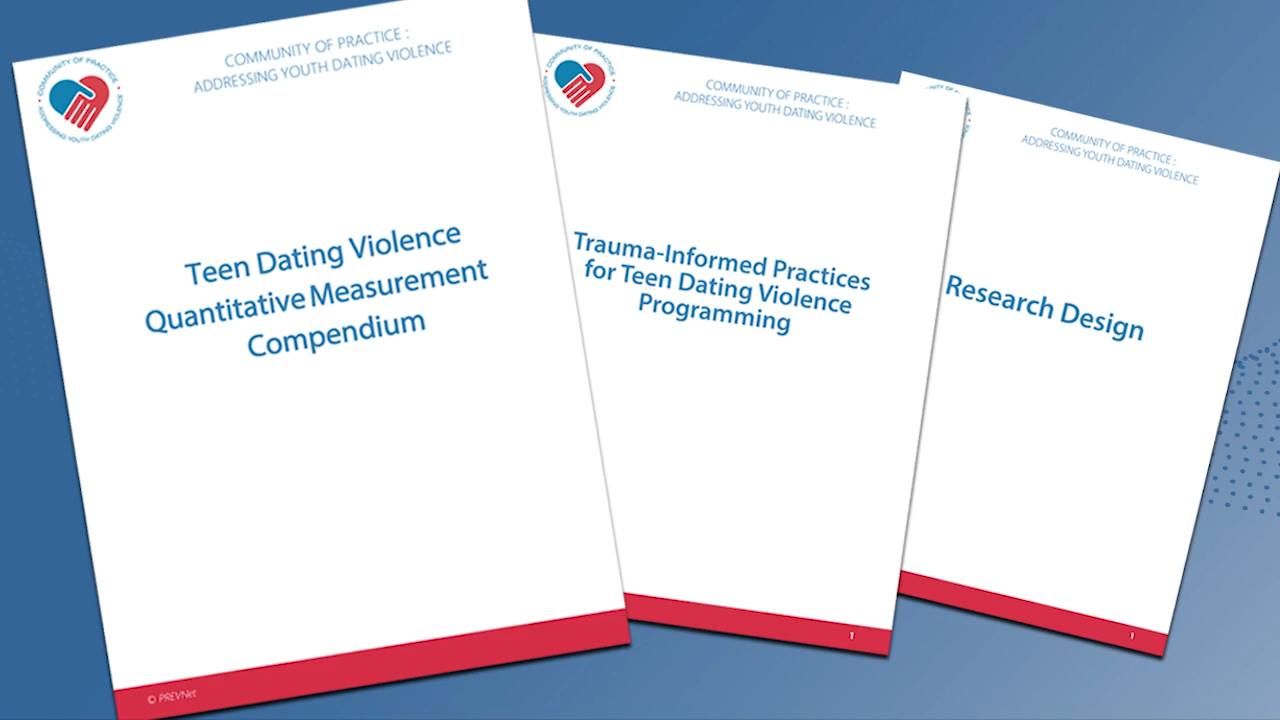 COMMUNITY OF PRACTICE
ADDRESSING YOUTH DATING VIOLENCE
COMMUNITY OF PRACTICE :
ADDRESSING YOUTH DATING VIOLENCE
Teen Dating Violence
Quantitative Measurement
Compendium
© PREVNet
COMMUNITY OF PRACTICE
ADDRESSING YOUTH DATING VIOLENCE
COMMUNITY OF PRACTICE :
ADDRESSING YOUTH DATING VIOLENCE
Trauma-Informed Practices
for Teen Dating Violence
Programming
1
COMMUNITY OF PRACTICE :
ADDRESSING YOUTH DATING VIOLENCE
Research Design
1